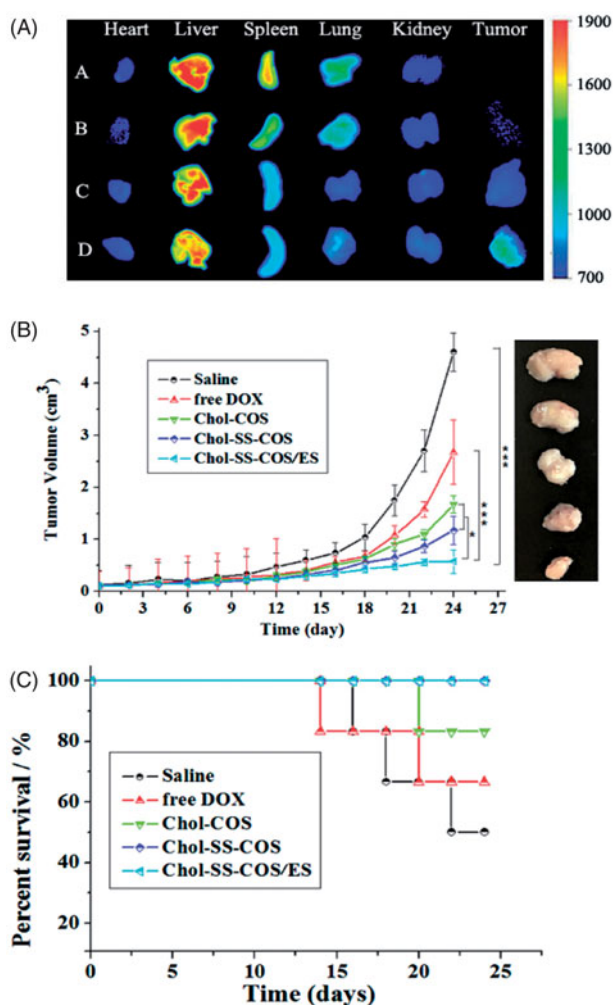 (A)
Heart Liver Spleen Lung Kidney Tumor
A
B
C
D
1900
1600
1300
1000
700
(B)
Tumor Volume (cm3)
5
4
3
2
1
0
Saline
free DOX
Chol-COS
Chol-SS-COS
Chol-SS-COS/ES
*
***
***
0 3 6 9 12 15 18 21 24 27
Time (day)
(C)
Percent survival / %
100
80
60
40
20
Saline
free DOX
Chol-COS
Chol-SS-COS
Chol-SS-COS/ES
0 5 10 15 20 25
Time (days)